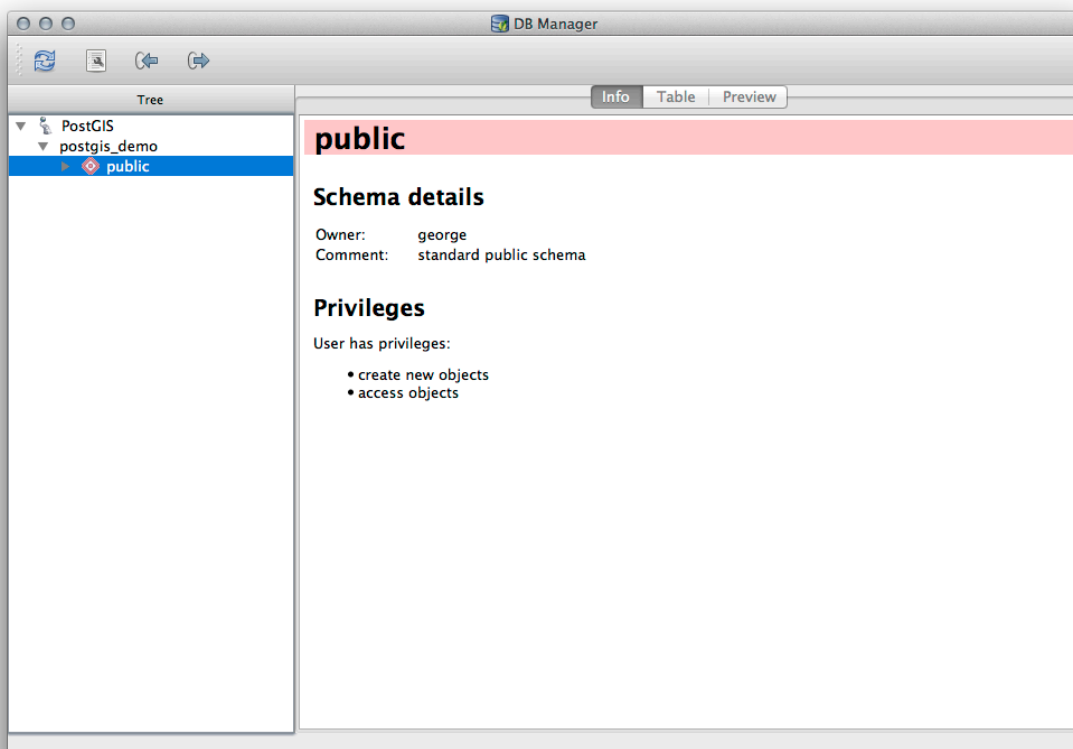 DB Manager
Tree
Info Table Preview
PostGIS
postgis_demo
public
public
Schema details
Owner: george
Comment: standard public schema
Privileges
User has privileges:
• create new objects
• access objects